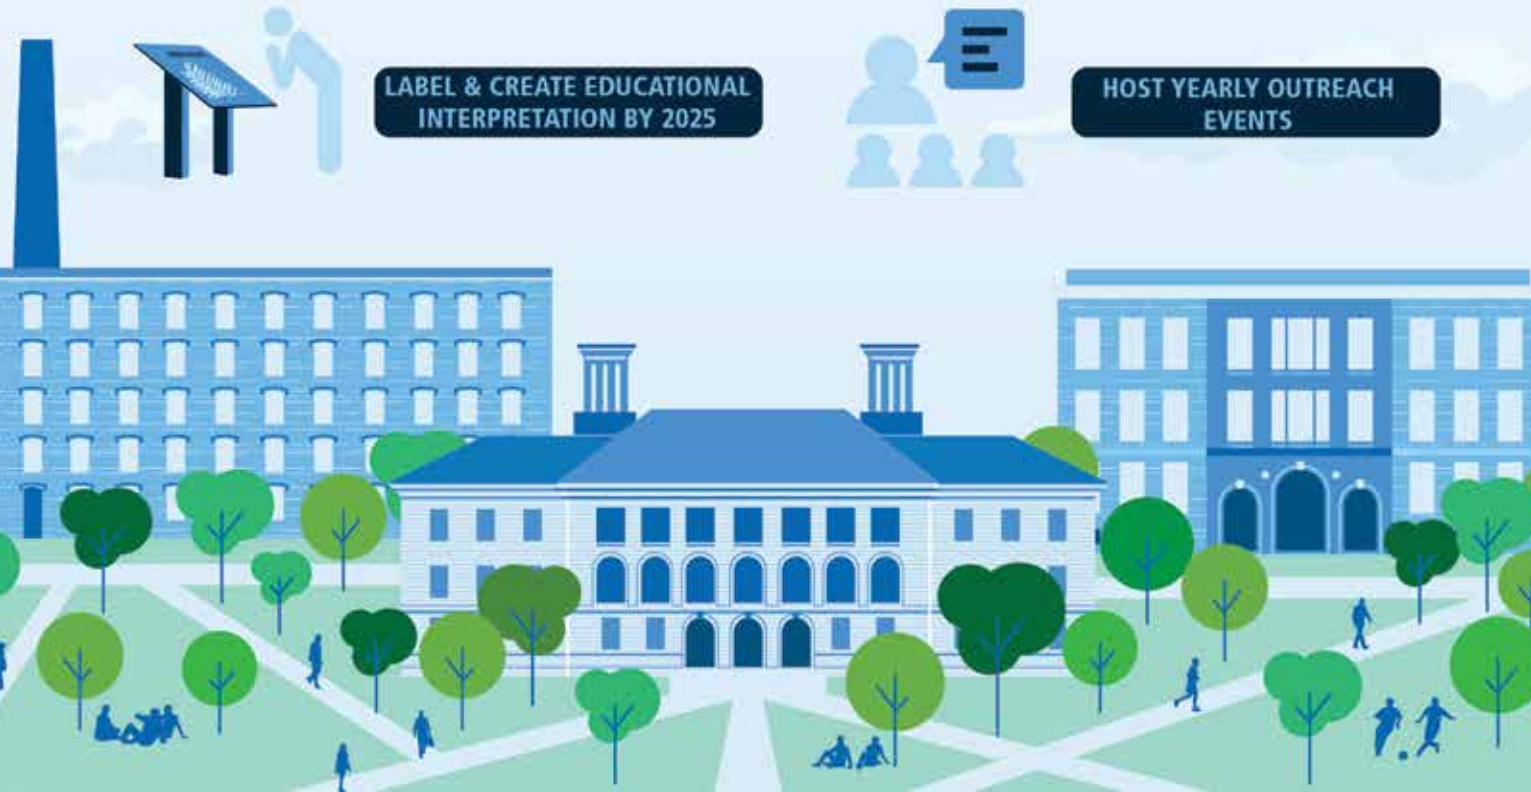 LABEL & CREATE EDUCATIONAL
INTERPRETATION BY 2025
HOST YEARLY OUTREACH
EVENTS